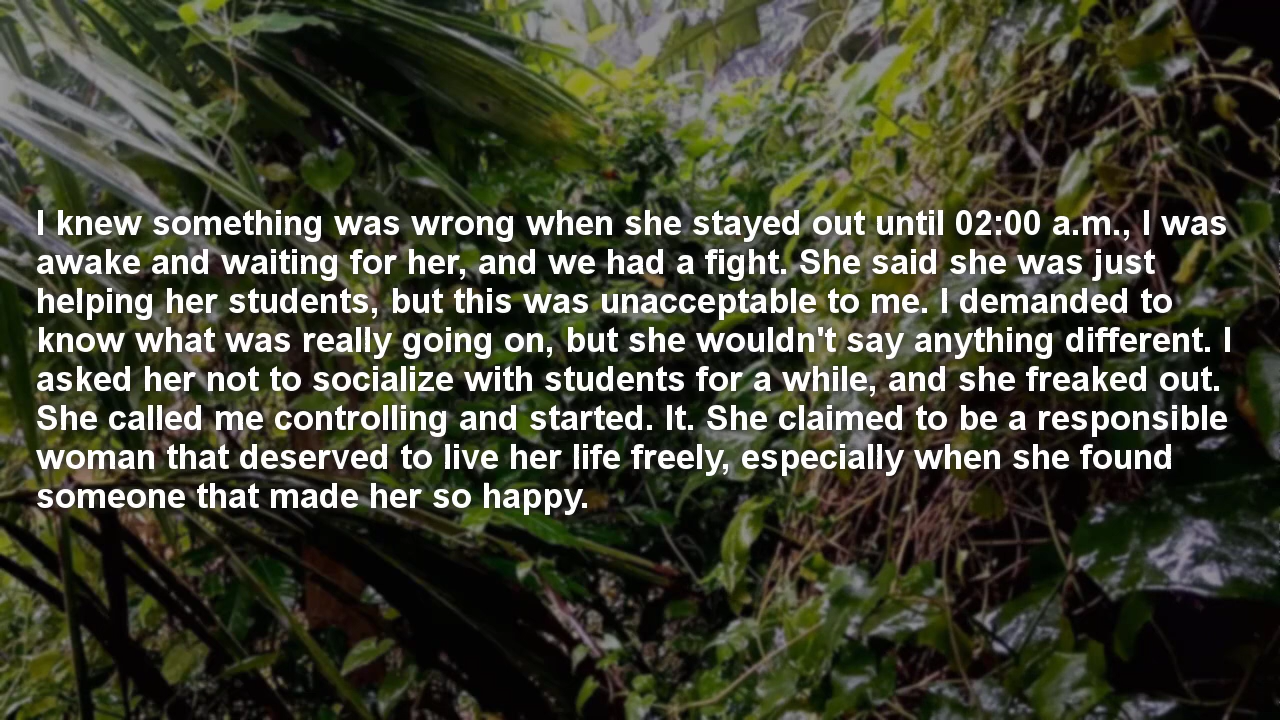 I knew something was wrong when she stayed out until 02:00 a.m., I was
awake and waiting for her, and we had a fight. She said she was just
helping her students, but this was unacceptable to me. I demanded to
know what was really going on, but she wouldn't say anything different. I
asked her not to socialize with students for a while, and she freaked out.
She called me controlling and started. It. She claimed to be a responsible
woman that deserved to live her life freely, especially when she found
someone that made her so happy.